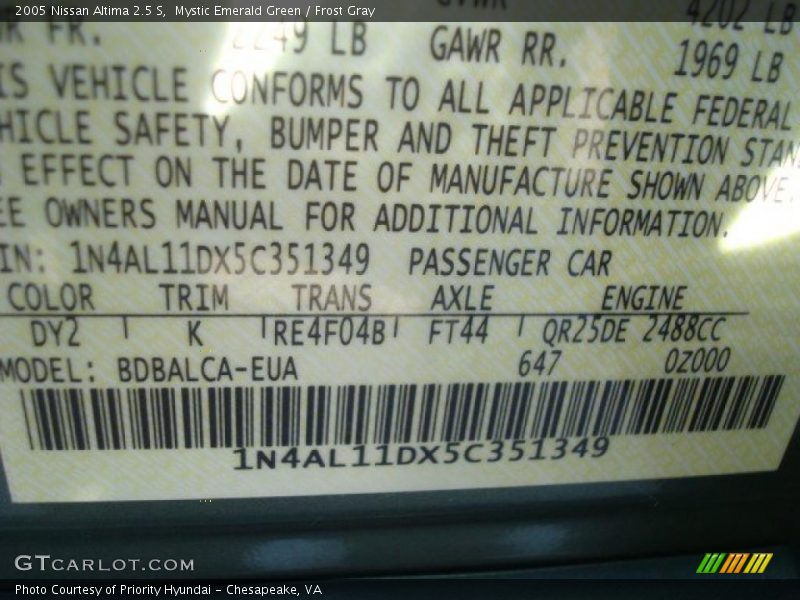 2005 Nissan Altima 2.5 S,  Mystic Emerald Green / Frost Gray
4202 LB
FR. 2249 LB GAWR RR. 1969 LB
IS VEHICLE CONFORMS TO ALL APPLICABLE FEDERAL
HICLE SAFETY, BUMPER AND THEFT PREVENTION STAN
EFFECT ON THE DATE OF MANUFACTURE SHOWN ABOVE.
EE OWNERS MANUAL FOR ADDITIONAL INFORMATION.
IN: 1N4AL11DX5C351349 PASSENGER CAR
COLOR TRIM TRANS AXLE ENGINE
DY2 K RE4F04B FT44 QR25DE 2488CC
MODEL: BDBALCA-EUA 647 0Z000
1N4AL11DX5C351349
GTCARLOT.COM
Photo Courtesy of Priority Hyundai - Chesapeake, VA